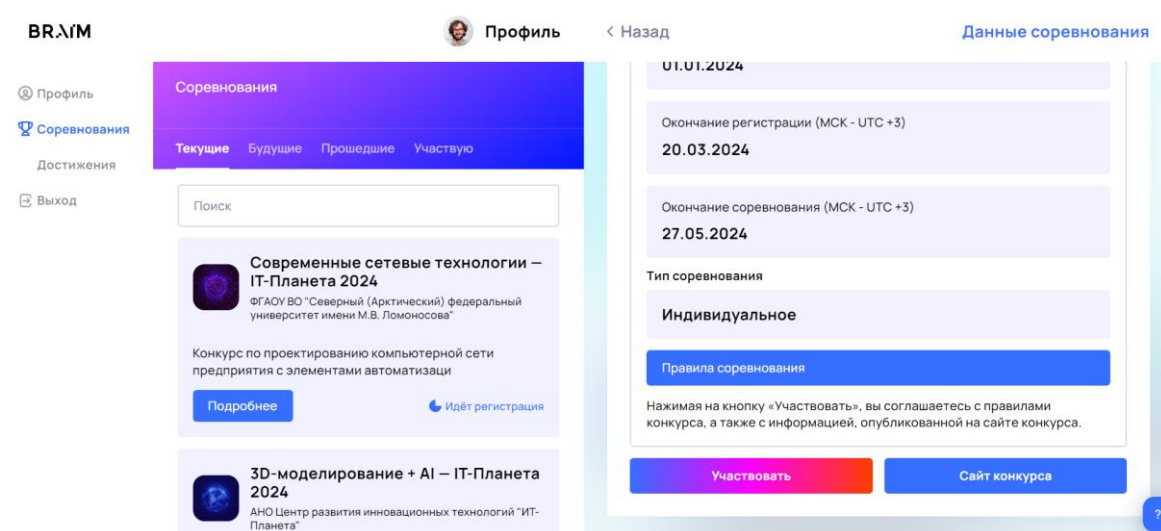 BRAIM
Профиль
Назад
Данные соревнования
Профиль
Соревнования
Достижения
Выход
Соревнования
Текущие Будущие Прошедшие Участвую
Поиск
Современные сетевые технологии —
IT-Планета 2024
ФГАОУ ВО "Северный (Арктический) федеральный
университет имени М.В. Ломоносова"
Конкурс по проектированию компьютерной сети
предприятия с элементами автоматизаци
Подробнее
Идёт регистрация
3D-моделирование + AI — IT-Планета
2024
АНО Центр развития инновационных технологий "ИТ-
Планета"
01.01.2024
Окончание регистрации (МСК - UTC +3)
20.03.2024
Окончание соревнования (МСК - UTC +3)
27.05.2024
Тип соревнования
Индивидуальное
Правила соревнования
Нажимая на кнопку «Участвовать», вы соглашаетесь с правилами
конкурса, а также с информацией, опубликованной на сайте конкурса.
Участвовать
Сайт конкурса
?